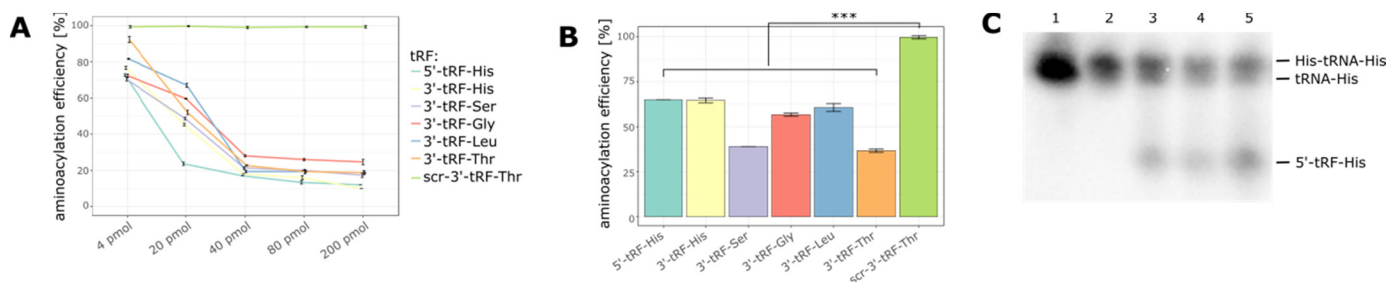 A
aminoacylation efficiency [%]
100
80
60
40
20
0
4 pmol
20 pmol
40 pmol
80 pmol
200 pmol
tRF:
5'-tRF-His
3'-tRF-His
3'-tRF-Ser
3'-tRF-Gly
3'-tRF-Leu
3'-tRF-Thr
scr-3'-tRF-Thr
B
aminoacylation efficiency [%]
***
100
75
50
25
0
5'-tRF-His
3'-tRF-His
3'-tRF-Ser
3'-tRF-Gly
3'-tRF-Leu
3'-tRF-Thr
scr-3'-tRF-Thr
C
1 2 3 4 5
His-tRNA-His
tRNA-His
5'-tRF-His